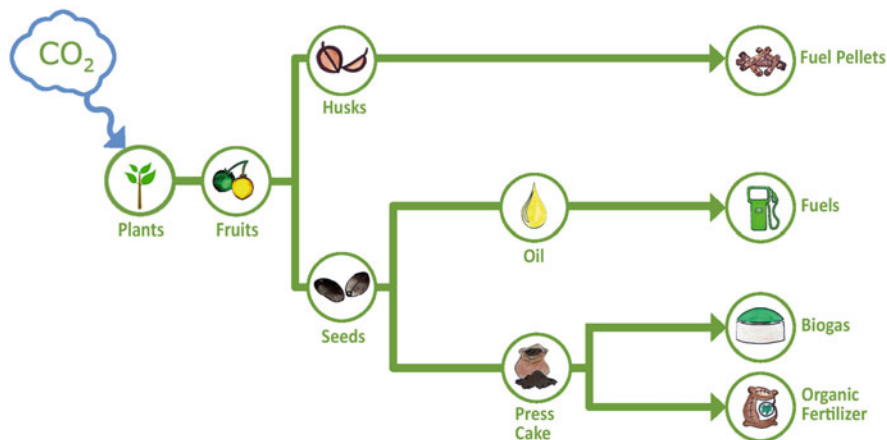 CO₂
Plants
Fruits
Husks
Seeds
Oil
Press
Cake
Fuel Pellets
Fuels
Biogas
Organic
Fertilizer